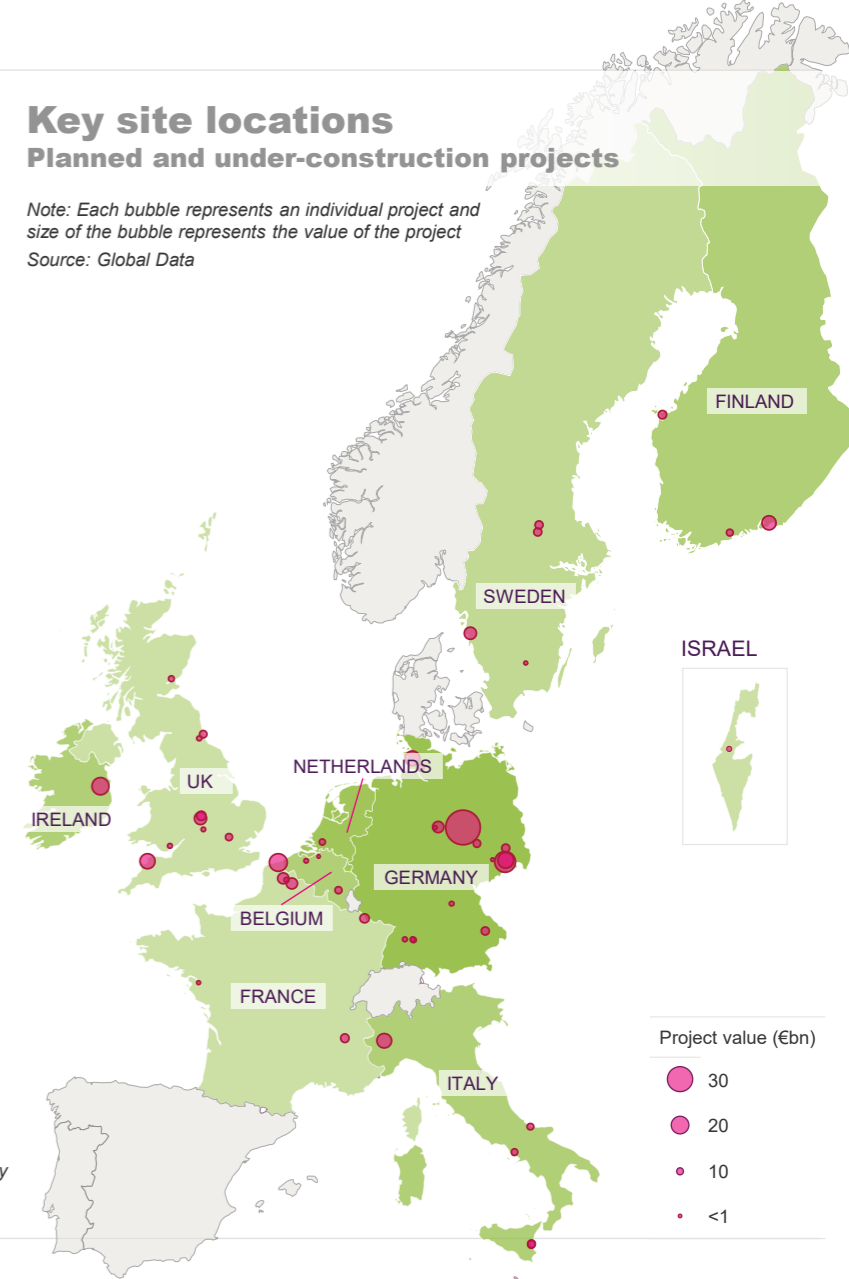 Key site locations
Planned and under-construction projects
Note: Each bubble represents an individual project and
size of the bubble represents the value of the project
Source: Global Data
FINLAND
SWEDEN
ISRAEL
NETHERLANDS
UK
IRELAND
GERMANY
BELGIUM
FRANCE
ITALY
Project value (€bn)
30
20
10
<1
y